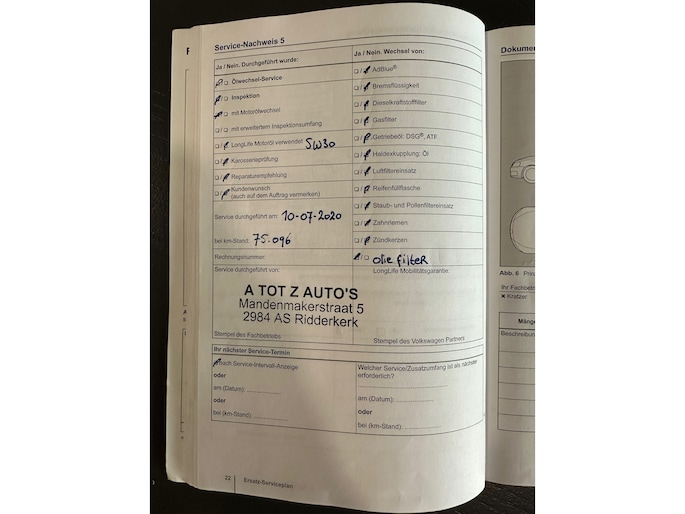 Service-Nachweis 5
Ja / Nein. Durchgeführt wurde:
Ölwechsel-Service
Inspektion
mit Motorölwechsel
mit erweitertem Inspektionsumfang
LongLife Motoröl verwendet 5W30
Karosserieprüfung
Reparaturempfehlung
Kundenwunsch
(auch auf dem Auftrag vermerken)
Service durchgeführt am: 10-07-2020
bei km-Stand: 75.096
Rechnungsnummer:
Service durchgeführt von:
A TOT Z AUTO'S
Mandenmakerstraat 5
2984 AS Ridderkerk
Stempel des Fachbetriebs
Ja / Nein. Wechsel von:
AdBlue®
Bremsflüssigkeit
Dieselkraftstofffilter
Gasfilter
Getriebeöl: DSG®, ATF
Haldexkupplung: Öl
Luftfiltereinsatz
Reifenfüllflasche
Staub- und Pollenfiltereinsatz
Zahnriemen
Zündkerzen
olie filter
LongLife Mobilitätsgarantie:
Stempel des Volkswagen Partners
Ihr nächster Service-Termin
nach Service-Intervall-Anzeige
oder
am (Datum):
oder
bei (km-Stand):
Welcher Service/Zusatzumfang ist als nächster
erforderlich?
am (Datum):
oder
bei (km-Stand):
22
Ersatz-Serviceplan
F
Dokumen
Abb. 6
Ihr Fachbetri
× Kratzer
Mänge
Beschreibun